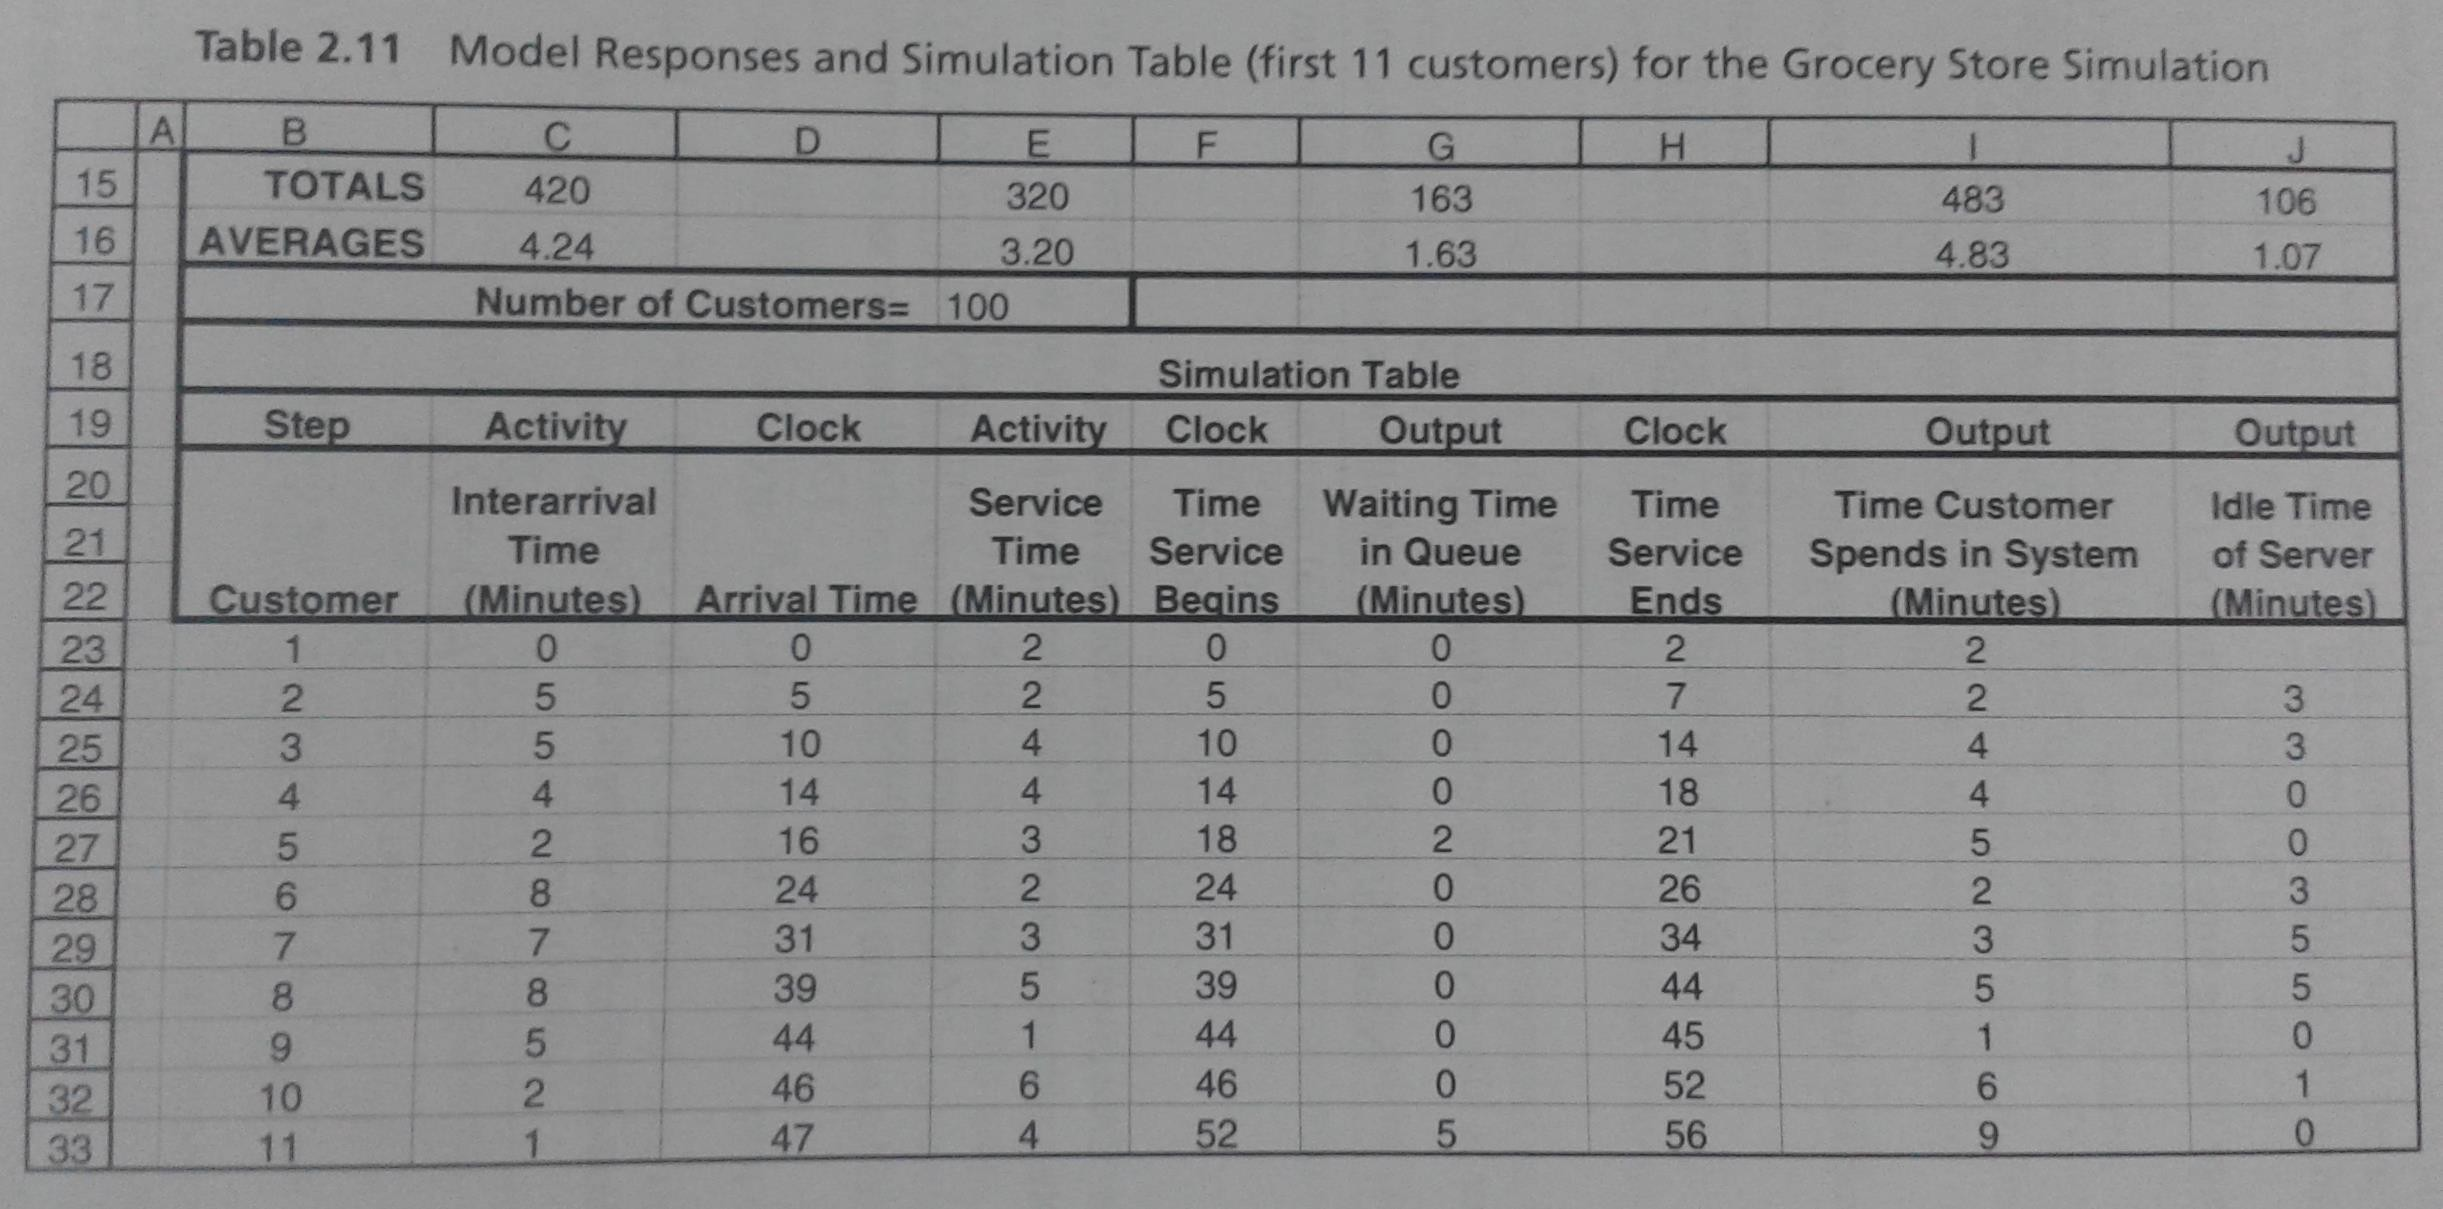 Table 2.11 Model Responses and Simulation Table (first 11 customers) for the Grocery Store Simulation
A B C D E F G H I J
15 TOTALS 420 320 163 483 106
16 AVERAGES 4.24 3.20 1.63 4.83 1.07
17 Number of Customers= 100
18 Simulation Table
19 Step Activity Clock Activity Clock Output Clock Output Output
20 Interarrival Service Time Waiting Time Time Time Customer Idle Time
21 Time Time Service in Queue Service Spends in System of Server
22 Customer (Minutes) Arrival Time (Minutes) Begins (Minutes) Ends (Minutes) (Minutes)
23 1 0 0 2 0 0 2 2
24 2 5 5 2 5 0 7 2 3
25 3 5 10 4 10 0 14 4 3
26 4 4 14 4 14 0 18 4 0
27 5 2 16 3 18 2 21 5 0
28 6 8 24 2 24 0 26 2 3
29 7 7 31 3 31 0 34 3 5
30 8 8 39 5 39 0 44 5 5
31 9 5 44 1 44 0 45 1 0
32 10 2 46 6 46 0 52 6 1
33 11 1 47 4 52 5 56 9 0